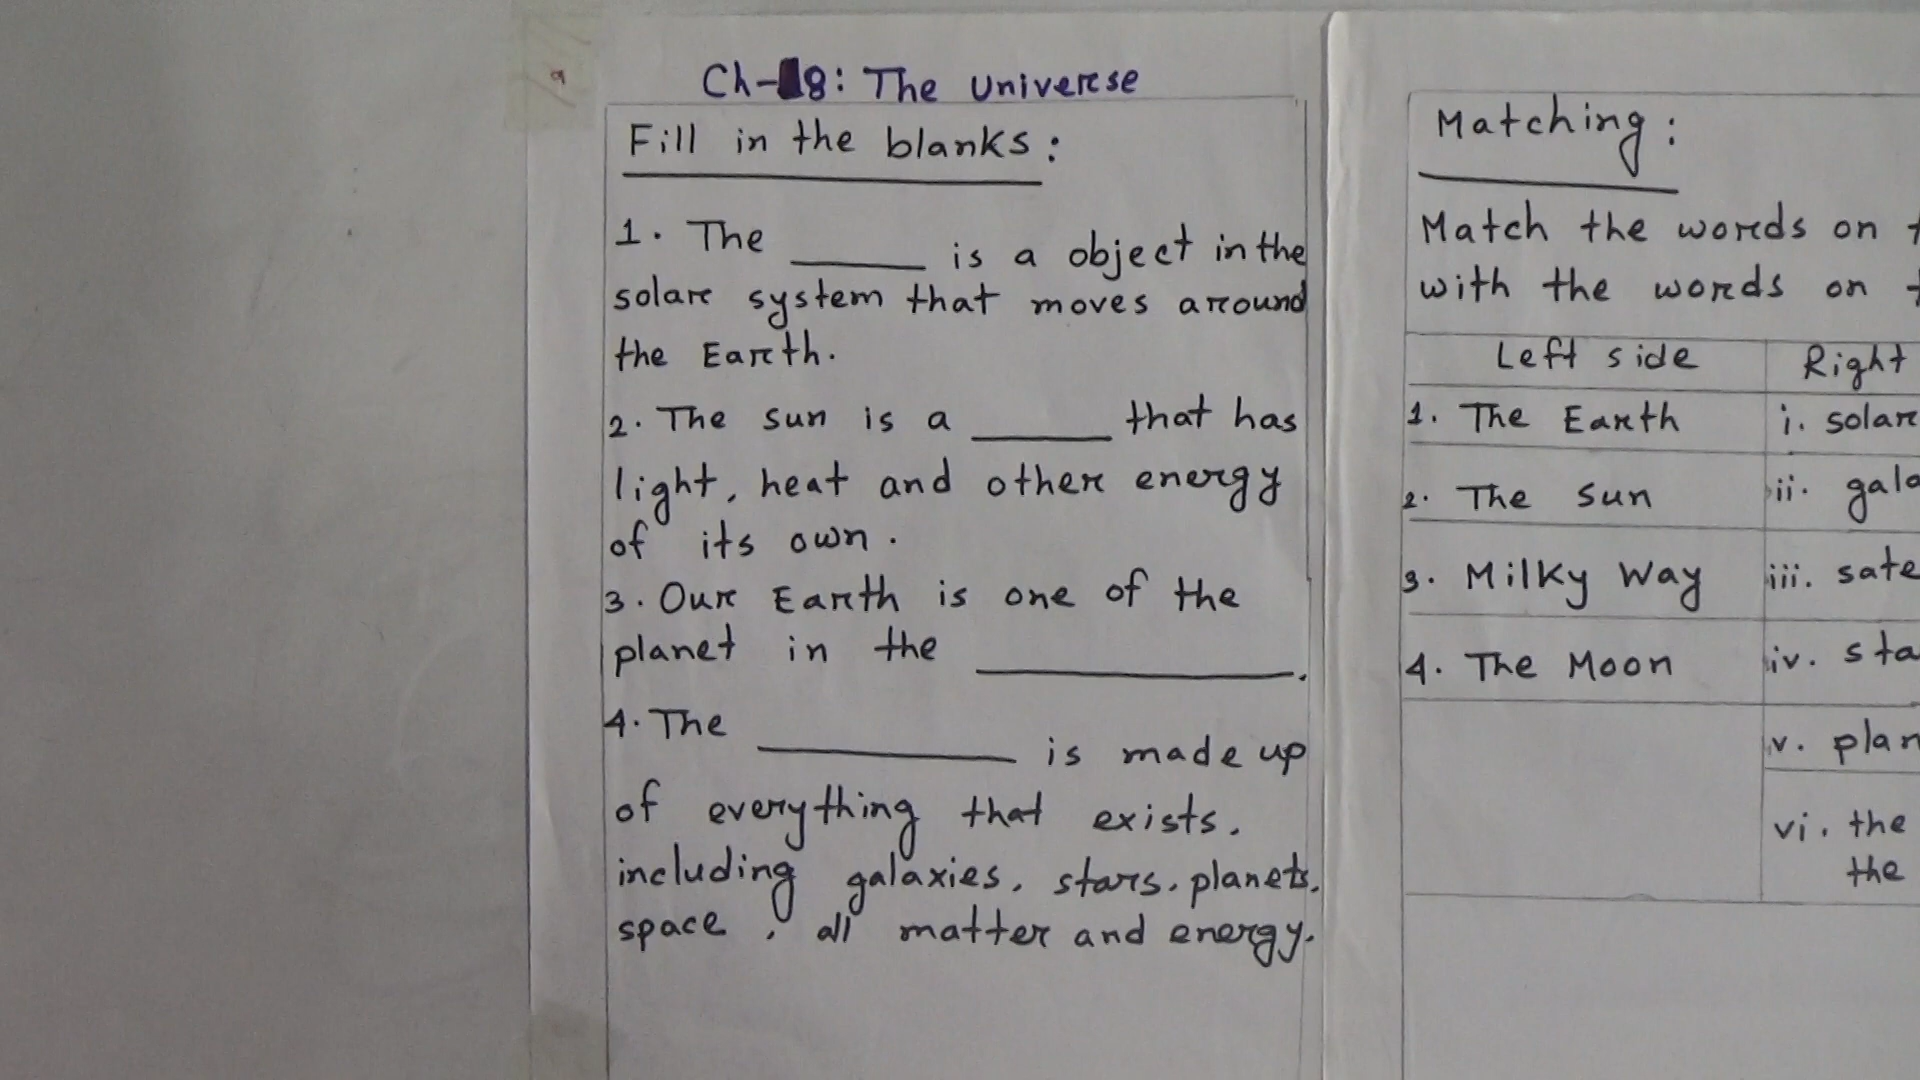 Ch-8: The Universe
Fill in the blanks:
1. The ______ is a object in the
solar system that moves around
the Earth.
2. The sun is a ______ that has
light, heat and other energy
of its own.
3. Our Earth is one of the
planet in the ______.
4. The ______ is made up
of everything that exists,
including galaxies, stars, planets,
space, all matter and energy.
Matching:
Match the words on
with the words on
Left side Right
1. The Earth i. solar
2. The Sun ii.
3. Milky Way iii.
4. The Moon iv.
v.
vi. the
the